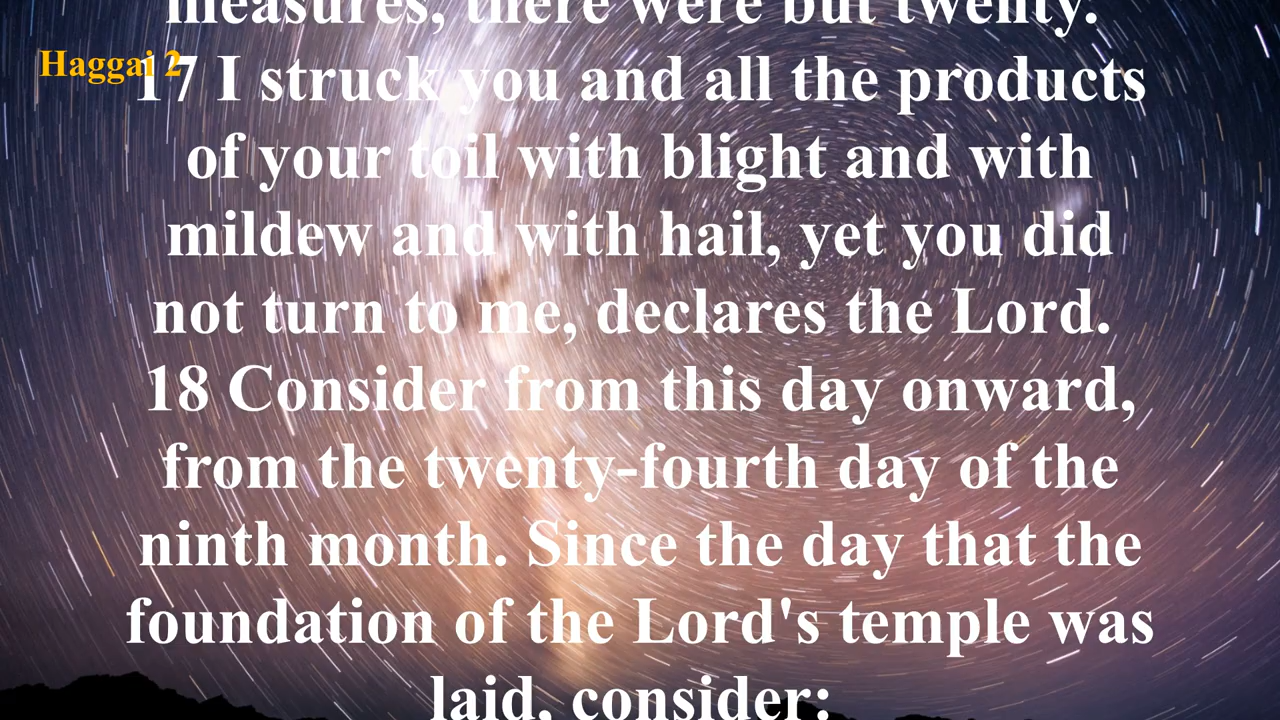 measures, there were but twenty.
Haggai 2
17 I struck you and all the products
of your toil with blight and with
mildew and with hail, yet you did
not turn to me, declares the Lord.
18 Consider from this day onward,
from the twenty-fourth day of the
ninth month. Since the day that the
foundation of the Lord's temple was
laid, consider: